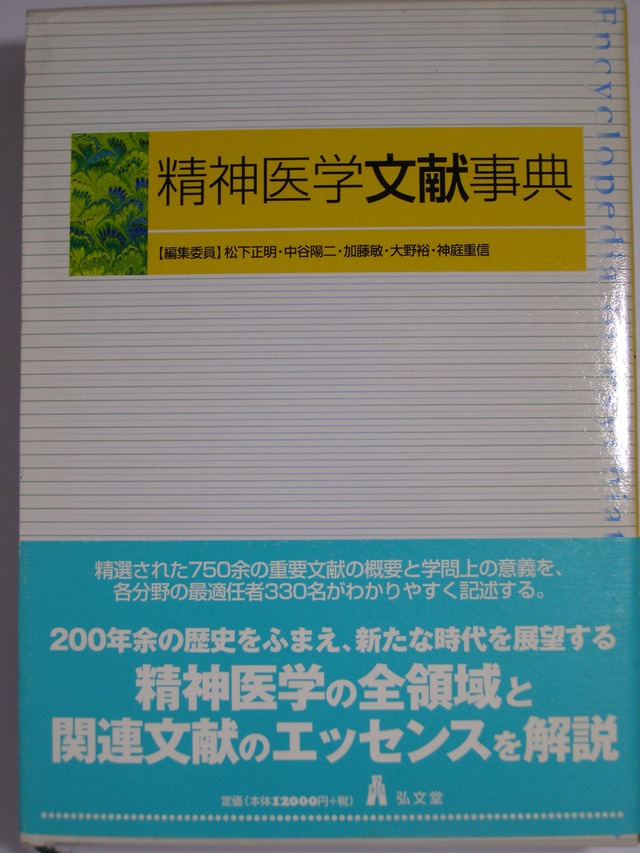 精神医学文献事典
【編集委員】松下正明・中谷陽二・加藤敏・大野裕・神庭重信
Encyclopedia
精選された750余の重要文献の概要と学問上の意義を、
各分野の最適任者330名がわかりやすく記述する。
200年余の歴史をふまえ、新たな時代を展望する
精神医学の全領域と
関連文献のエッセンスを解説
定価(本体12000円+税)
弘文堂